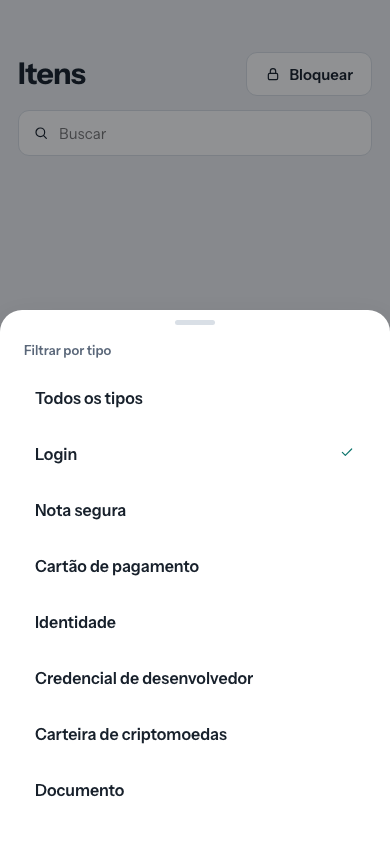 Itens
Bloquear
Buscar
Filtrar por tipo
Todos os tipos
Login
Nota segura
Cartão de pagamento
Identidade
Credencial de desenvolvedor
Carteira de criptomoedas
Documento